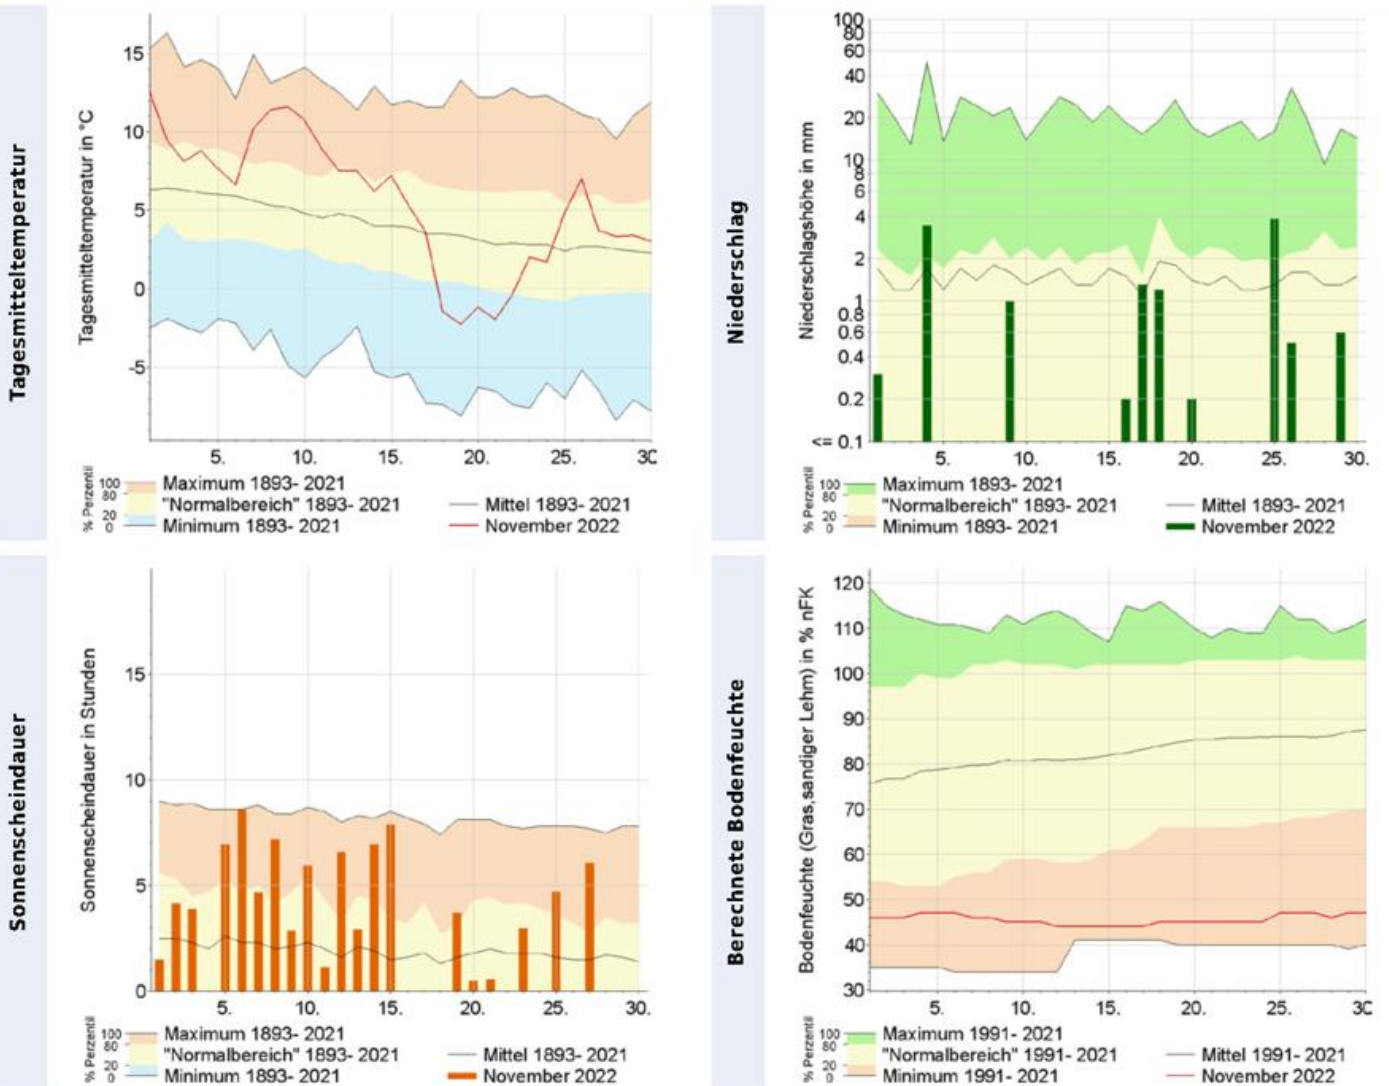 Tagesmitteltemperatur
Tagesmitteltemperatur in °C
15
10
5
0
-5
5.
10.
15.
20.
25.
30
% Perzentil
100
80
20
0
Maximum 1893- 2021
"Normalbereich" 1893- 2021
Minimum 1893- 2021
Mittel 1893- 2021
November 2022
Niederschlag
Niederschlagshöhe in mm
100
80
60
40
20
10
8
6
4
2
0.1
0.8
0.6
0.4
0.2
<= 0.1
5.
10.
15.
20.
25.
30.
% Perzentil
100
80
20
0
Maximum 1893- 2021
"Normalbereich" 1893- 2021
Minimum 1893- 2021
Mittel 1893- 2021
November 2022
Sonnenscheindauer
Sonnenscheindauer in Stunden
15
10
5
0
5.
10.
15.
20.
25.
30.
% Perzentil
100
80
20
0
Maximum 1893- 2021
"Normalbereich" 1893- 2021
Minimum 1893- 2021
Mittel 1893- 2021
November 2022
Berechnete Bodenfeuchte
Bodenfeuchte (Gras,sandiger Lehm) in % nFK
120
110
100
90
80
70
60
50
40
30
5.
10.
15.
20.
25.
30
% Perzentil
100
80
20
0
Maximum 1991- 2021
"Normalbereich" 1991- 2021
Minimum 1991- 2021
Mittel 1991- 2021
November 2022